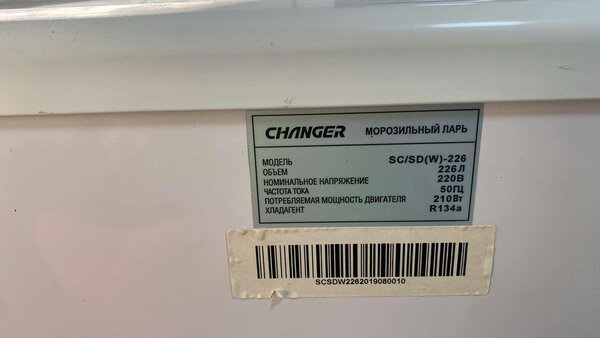 CHANGER МОРОЗИЛЬНЫЙ ЛАРЬ
МОДЕЛЬ SC/SD(W)-226
ОБЪЕМ 226Л
НОМИНАЛЬНОЕ НАПРЯЖЕНИЕ 220В
ЧАСТОТА ТОКА 50ГЦ
ПОТРЕБЛЯЕМАЯ МОЩНОСТЬ ДВИГАТЕЛЯ 210Вт
ХЛАДАГЕНТ R134a
SCSDW2262019080010